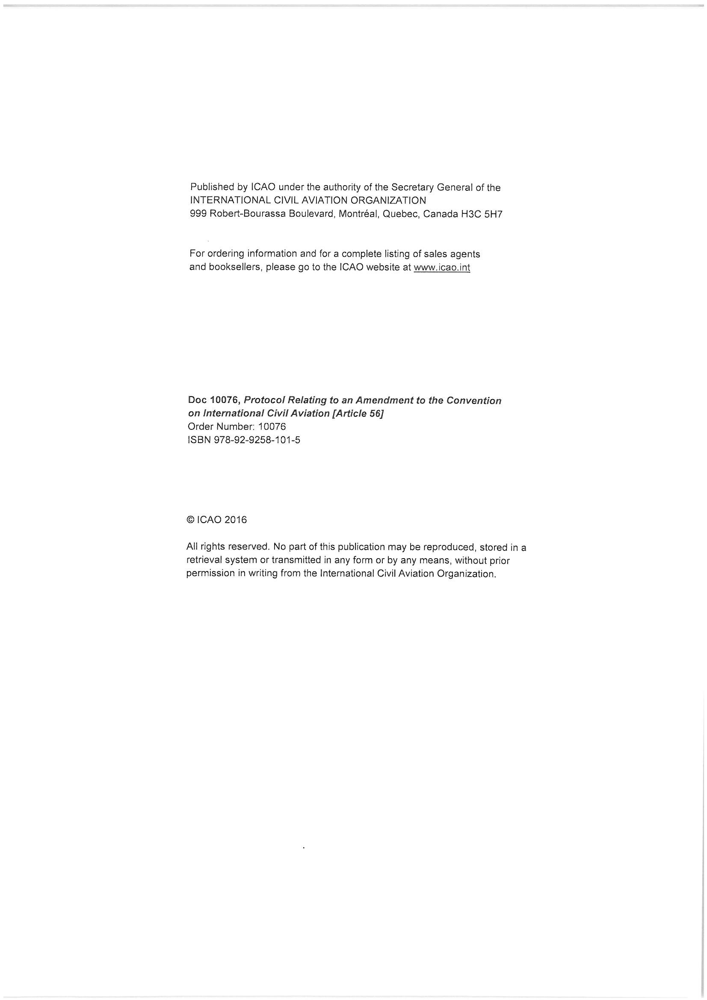 Published by ICAO under the authority of the Secretary General of the
INTERNATIONAL CIVIL AVIATION ORGANIZATION
999 Robert-Bourassa Boulevard, Montréal, Quebec, Canada H3C 5H7
For ordering information and for a complete listing of sales agents
and booksellers, please go to the ICAO website at www.icao.int
Doc 10076, Protocol Relating to an Amendment to the Convention
on International Civil Aviation [Article 56]
Order Number: 10076
ISBN 978-92-9258-101-5
© ICAO 2016
All rights reserved. No part of this publication may be reproduced, stored in a
retrieval system or transmitted in any form or by any means, without prior
permission in writing from the International Civil Aviation Organization.